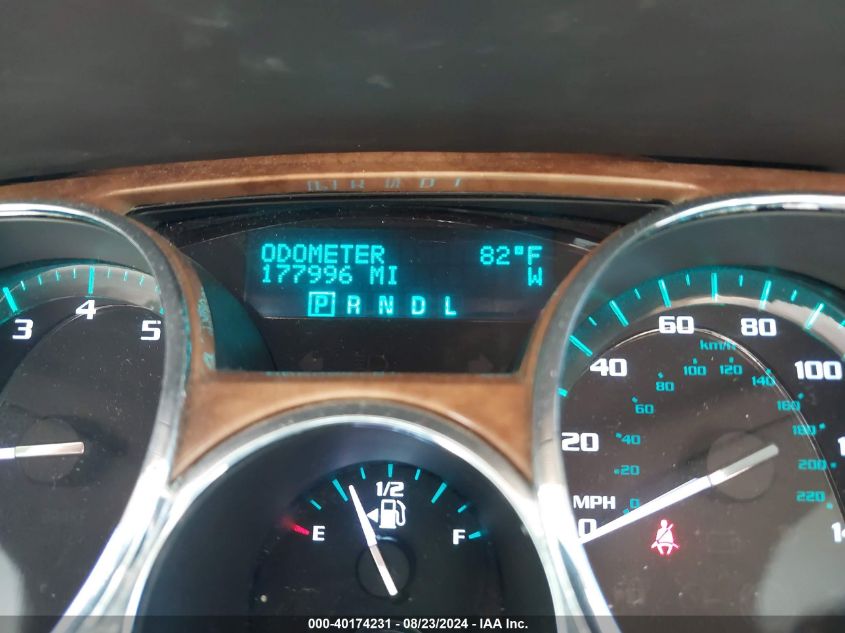 ODOMETER 82°F
177996 MI W
P R N D L
3 4 5
1/2
E F
0 20 40 60 80 100
km/h
0 20 40 60 80 100 120 140 160 180 200 220
MPH
000-40174231 - 08/23/2024 - IAA Inc.